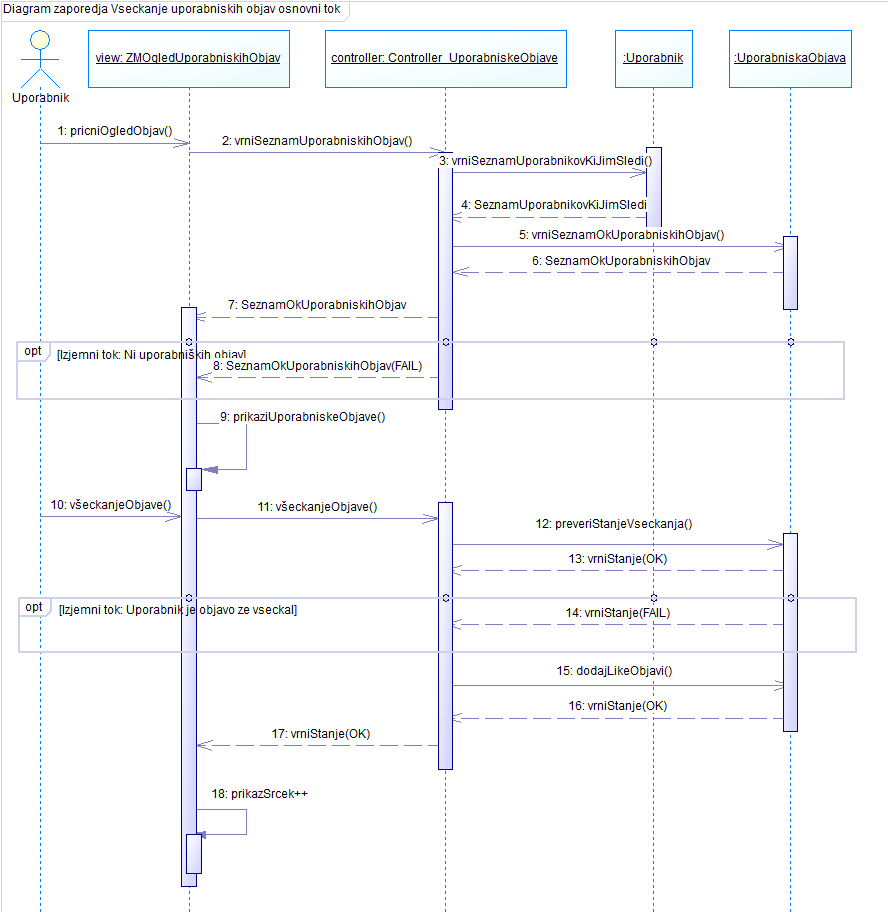 Diagram zaporedja Vseckanje uporabniskih objav osnovni tok
view: ZMOgledUporabniskihObjav
controller: Controller_UporabniskeObjave
:Uporabnik
:UporabniskaObjava
Uporabnik
1: pricniOgledObjav()
2: vrniSeznamUporabniskihObjav()
3: vrniSeznamUporabnikovKiJimSledi()
4: SeznamUporabnikovKiJimSledi
5: vrniSeznamOkUporabniskihObjav()
6: SeznamOkUporabniskihObjav
7: SeznamOkUporabniskihObjav
opt
[Izjemni tok: Ni uporabniških objav]
8: SeznamOkUporabniskihObjav(FAIL)
9: prikaziUporabniskeObjave()
10: všeckanjeObjave()
11: všeckanjeObjave()
12: preveriStanjeVseckanja()
13: vrniStanje(OK)
opt
[Izjemni tok: Uporabnik je objavo ze vseckal]
14: vrniStanje(FAIL)
15: dodajLikeObjavi()
16: vrniStanje(OK)
17: vrniStanje(OK)
18: prikazSrcek++